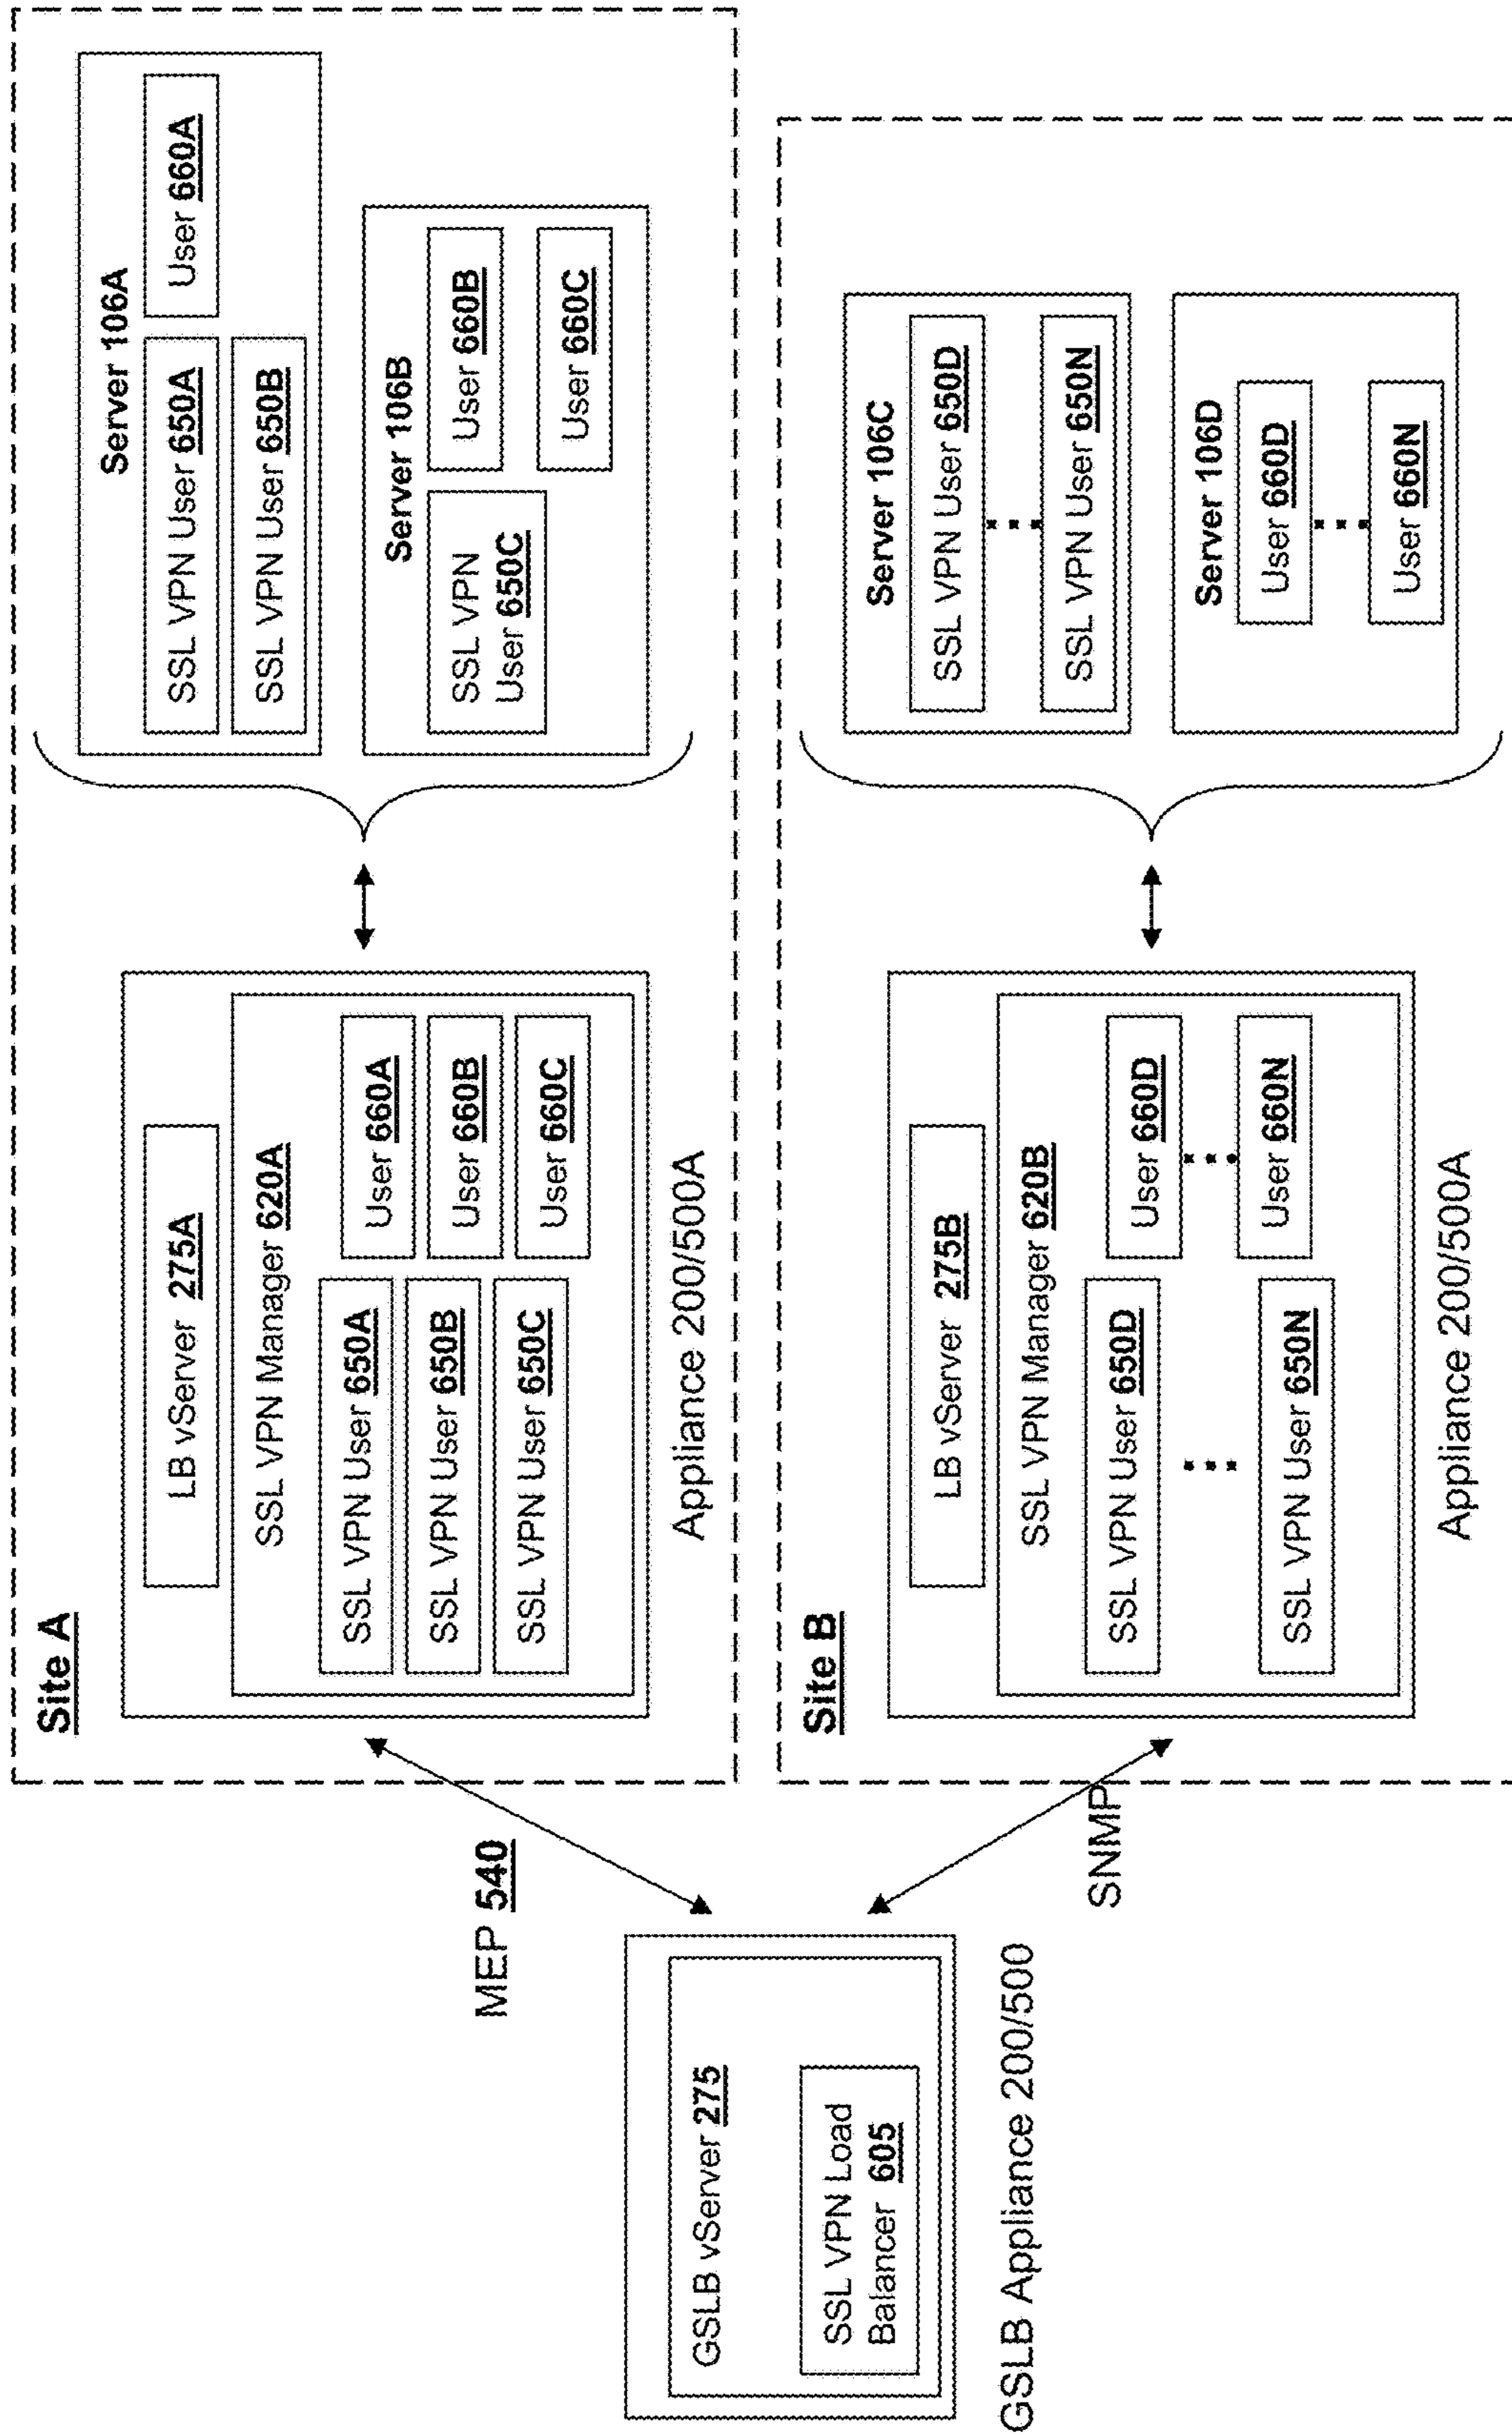 Site A
LB vServer 275A
SSL VPN Manager 620A
SSL VPN User 650A
User 660A
SSL VPN User 650B
User 660B
SSL VPN User 650C
User 660C
Appliance 200/500A
Server 106A
SSL VPN User 650A
User 660A
SSL VPN User 650B
Server 106B
SSL VPN
User 650C
User 660B
User 660C
MEP 540
GSLB vServer 275
SSL VPN Load
Balancer 605
GSLB Appliance 200/500
SNMP
Site B
LB vServer 275B
SSL VPN Manager 620B
SSL VPN User 650D
User 660D
SSL VPN User 650N
User 660N
Appliance 200/500A
Server 106C
SSL VPN User 650D
SSL VPN User 650N
Server 106D
User 660D
User 660N